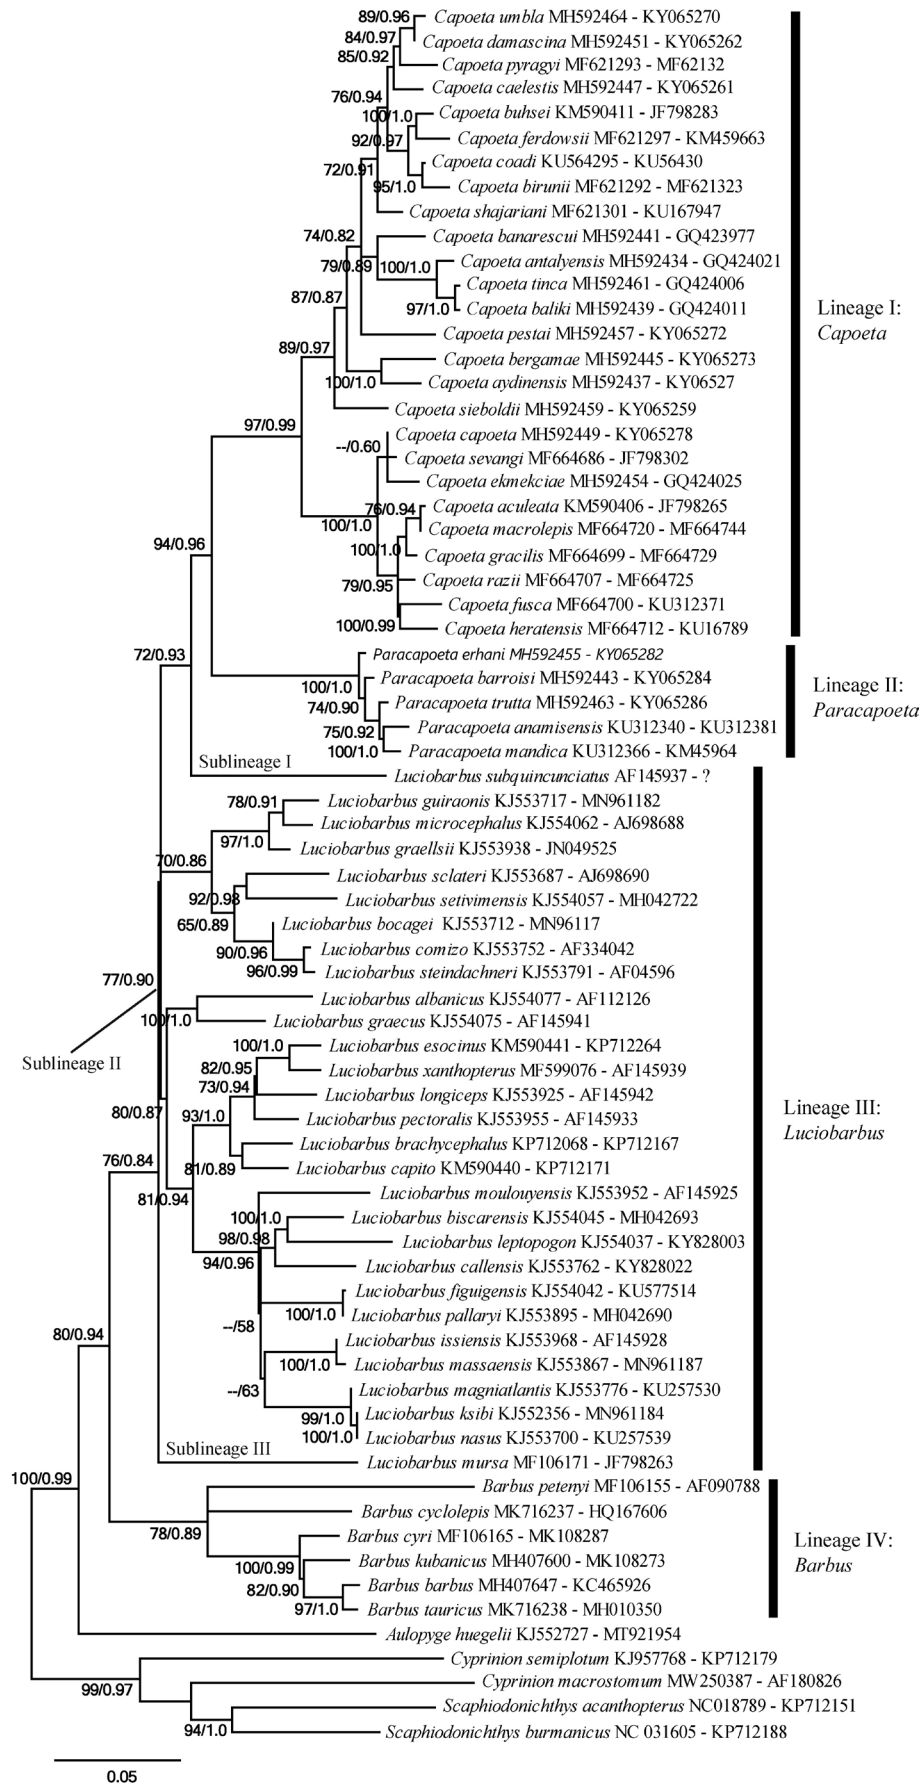 89/0.96
Capoeta umbla MH592464 - KY065270
84/0.97
Capoeta damascina MH592451 - KY065262
85/0.92
Capoeta pyragyi MF621293 - MF62132
Capoeta caelestis MH592447 - KY065261
76/0.94
Capoeta buhsei KM590411 - JF798283
100/1.0
Capoeta ferdowsii MF621297 - KM459663
92/0.97
Capoeta coadi KU564295 - KU56430
72/0.91
Capoeta birunii MF621292 - MF621323
95/1.0
Capoeta shajariani MF621301 - KU167947
74/0.82
Capoeta banarescui MH592441 - GQ423977
79/0.89
100/1.0
Capoeta antalyensis MH592434 - GQ424021
Capoeta tinca MH592461 - GQ424006
87/0.87
97/1.0
Capoeta baliki MH592439 - GQ424011
Lineage I:
Capoeta
Capoeta pestai MH592457 - KY065272
89/0.97
Capoeta bergamae MH592445 - KY065273
100/1.0
Capoeta aydinensis MH592437 - KY06527
Capoeta sieboldii MH592459 - KY065259
97/0.99
Capoeta capoeta MH592449 - KY065278
--/0.60
Capoeta sevangi MF664686 - JF798302
Capoeta ekmekciae MH592454 - GQ424025
76/0.94
Capoeta aculeata KM590406 - JF798265
100/1.0
Capoeta macrolepis MF664720 - MF664744
94/0.96
100/1.0
Capoeta gracilis MF664699 - MF664729
79/0.95
Capoeta razii MF664707 - MF664725
Capoeta fusca MF664700 - KU312371
100/0.99
Capoeta heratensis MF664712 - KU16789
72/0.93
Paracapoeta erhani MH592455 - KY065282
100/1.0
Paracapoeta barroisi MH592443 - KY065284
Lineage II:
Paracapoeta
74/0.90
Paracapoeta trutta MH592463 - KY065286
75/0.92
Paracapoeta anamisensis KU312340 - KU312381
100/1.0
Paracapoeta mandica KU312366 - KM45964
Sublineage I
Luciobarbus subquincunciatus AF145937 - ?
78/0.91
Luciobarbus guiraonis KJ553717 - MN961182
Luciobarbus microcephalus KJ554062 - AJ698688
97/1.0
Luciobarbus graellsii KJ553938 - JN049525
70/0.86
Luciobarbus sclateri KJ553687 - AJ698690
92/0.98
Luciobarbus setivimensis KJ554057 - MH042722
65/0.89
Luciobarbus bocagei KJ553712 - MN96117
90/0.96
Luciobarbus comizo KJ553752 - AF334042
96/0.99
Luciobarbus steindachneri KJ553791 - AF04596
77/0.90
Luciobarbus albanicus KJ554077 - AF112126
100/1.0
Luciobarbus graecus KJ554075 - AF145941
Sublineage II
100/1.0
Luciobarbus esocinus KM590441 - KP712264
82/0.95
Luciobarbus xanthopterus MF599076 - AF145939
73/0.94
Luciobarbus longiceps KJ553925 - AF145942
80/0.87
93/1.0
Luciobarbus pectoralis KJ553955 - AF145933
Lineage III:
Luciobarbus
Luciobarbus brachycephalus KP712068 - KP712167
76/0.84
81/0.89
Luciobarbus capito KM590440 - KP712171
81/0.94
Luciobarbus moulouyensis KJ553952 - AF145925
100/1.0
Luciobarbus biscarensis KJ554045 - MH042693
98/0.98
Luciobarbus leptopogon KJ554037 - KY828003
94/0.96
Luciobarbus callensis KJ553762 - KY828022
Luciobarbus figuigensis KJ554042 - KU577514
100/1.0
Luciobarbus pallaryi KJ553895 - MH042690
--/58
80/0.94
Luciobarbus issiensis KJ553968 - AF145928
100/1.0
Luciobarbus massaensis KJ553867 - MN961187
--/63
Luciobarbus magniatlantis KJ553776 - KU257530
99/1.0
Luciobarbus ksibi KJ552356 - MN961184
100/1.0
Luciobarbus nasus KJ553700 - KU257539
Sublineage III
Luciobarbus mursa MF106171 - JF798263
100/0.99
Barbus petenyi MF106155 - AF090788
Barbus cyclolepis MK716237 - HQ167606
78/0.89
Barbus cyri MF106165 - MK108287
Lineage IV:
Barbus
100/0.99
Barbus kubanicus MH407600 - MK108273
82/0.90
Barbus barbus MH407647 - KC465926
97/1.0
Barbus tauricus MK716238 - MH010350
Aulopyge huegelii KJ552727 - MT921954
Cyprinion semiplotum KJ957768 - KP712179
99/0.97
Cyprinion macrostomum MW250387 - AF180826
Scaphiodonichthys acanthopterus NC018789 - KP712151
94/1.0
Scaphiodonichthys burmanicus NC 031605 - KP712188
0.05